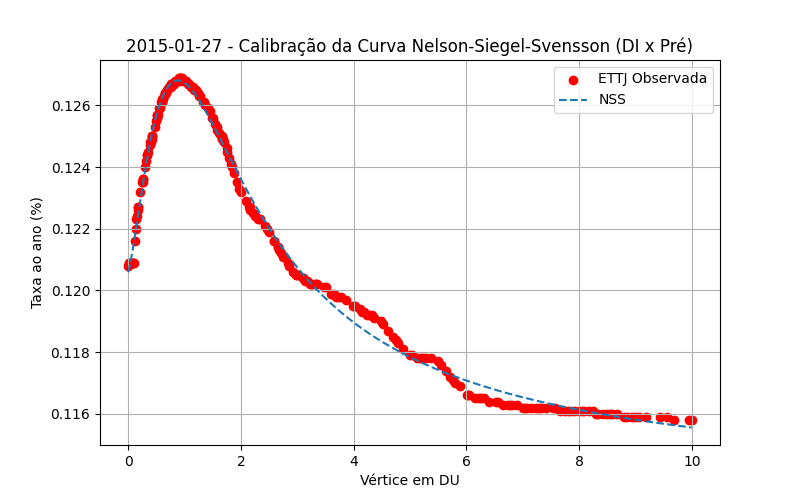 2015-01-27 - Calibração da Curva Nelson-Siegel-Svensson (DI x Pré)
ETTJ Observada
NSS
Taxa ao ano (%)
0.126
0.124
0.122
0.120
0.118
0.116
0
2
4
6
8
10
Vértice em DU